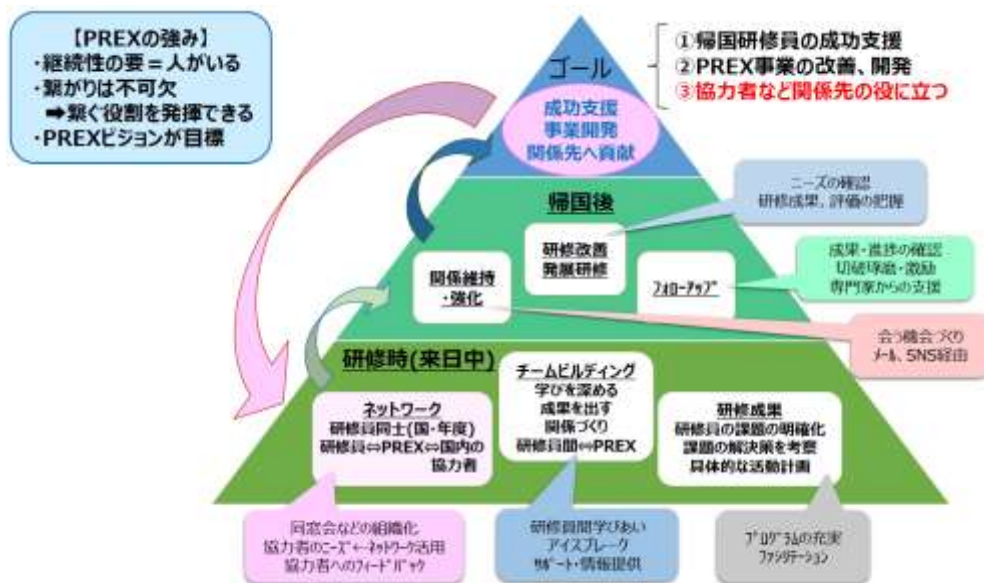 【PREXの強み】
・継続性の要＝人がいる
・繋がりは不可欠
➡繋ぐ役割を発揮できる
・PREXビジョンが目標
ゴール
成功支援
事業開発
関係先へ貢献
①帰国研修員の成功支援
②PREX事業の改善、開発
③協力者など関係先の役に立つ
帰国後
関係維持
・強化
研修改善
発展研修
ﾌｫﾛｰｱｯﾌﾟ
ニーズの確認
研修成果、評価の把握
成果・進捗の確認
切磋琢磨・激励
専門家からの支援
会う機会づくり
ﾒｰﾙ、SNS経由
研修時(来日中)
ネットワーク
研修員同士(国・年度)
研修員⇔PREX⇔国内の
協力者
チームビルディング
学びを深める
成果を出す
関係づくり
研修員間⇔PREX
研修成果
研修員の課題の明確化
課題の解決策を考察
具体的な活動計画
同窓会などの組織化
協力者のﾆｰｽﾞ←ﾈｯﾄﾜｰｸ活用
協力者へのﾌｨｰﾄﾞﾊﾞｯｸ
研修員間学びあい
アイスブレーク
ｻﾎﾟｰﾄ・情報提供
ﾌﾟﾛｸﾞﾗﾑの充実
ﾌｧｼﾘﾃｰｼｮﾝ